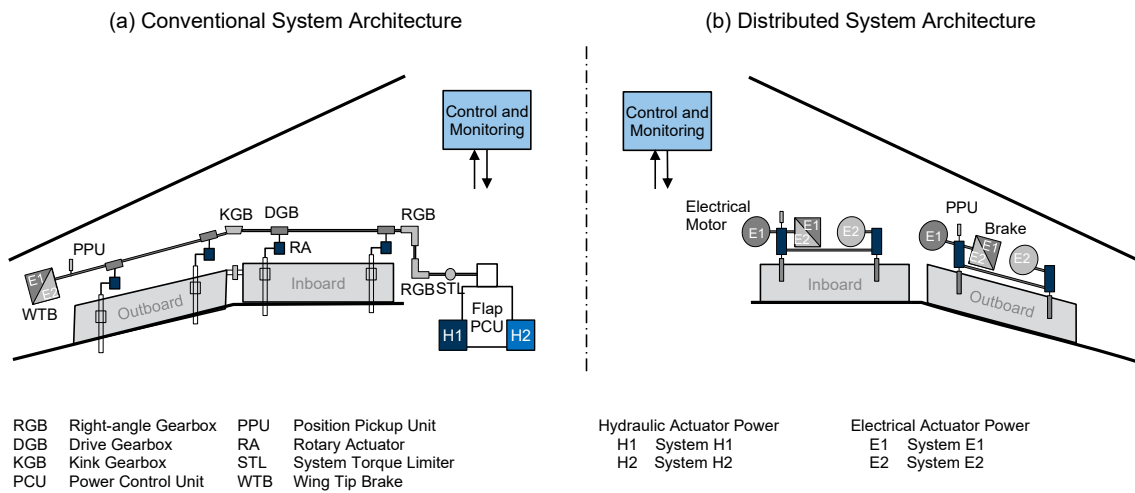 (a) Conventional System Architecture
(b) Distributed System Architecture
Control and
Monitoring
KGB
DGB
RGB
PPU
RA
E1
E2
WTB
Outboard
Inboard
RGB
STL
Flap
PCU
H1
H2
Control and
Monitoring
Electrical
Motor
E1
E1
E2
E2
Inboard
PPU
Brake
E1
E1
E2
E2
Outboard
RGB Right-angle Gearbox PPU Position Pickup Unit
DGB Drive Gearbox RA Rotary Actuator
KGB Kink Gearbox STL System Torque Limiter
PCU Power Control Unit WTB Wing Tip Brake
Hydraulic Actuator Power
H1 System H1
H2 System H2
Electrical Actuator Power
E1 System E1
E2 System E2